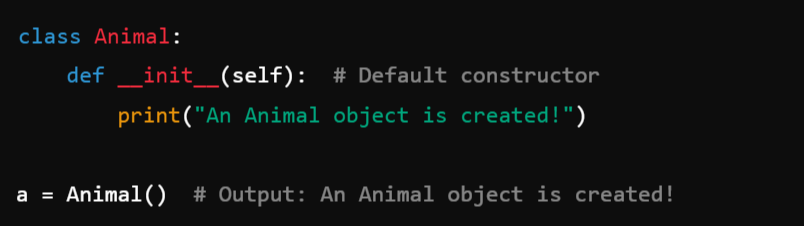 class Animal:
    def __init__(self):  # Default constructor
        print("An Animal object is created!")

a = Animal()  # Output: An Animal object is created!